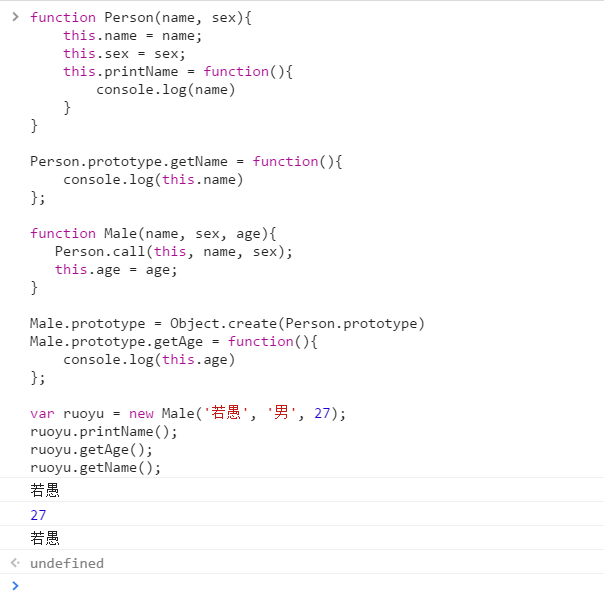 function Person(name, sex){
    this.name = name;
    this.sex = sex;
    this.printName = function(){
        console.log(name)
    }
}

Person.prototype.getName = function(){
    console.log(this.name)
};

function Male(name, sex, age){
   Person.call(this, name, sex);
   this.age = age;
}

Male.prototype = Object.create(Person.prototype)
Male.prototype.getAge = function(){
    console.log(this.age)
};

var ruoyu = new Male('若愚', '男', 27);
ruoyu.printName();
ruoyu.getAge();
ruoyu.getName();
若愚
27
若愚
undefined